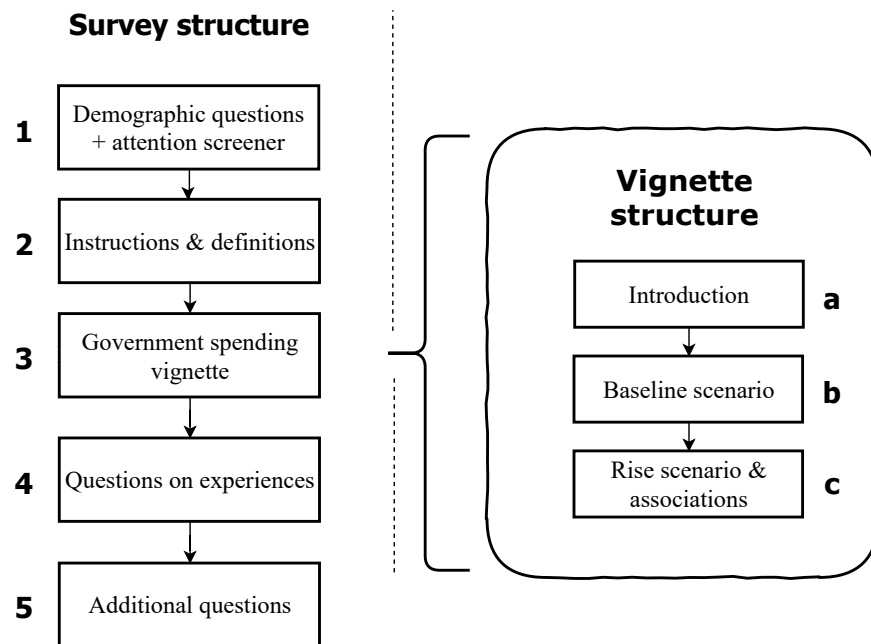 Survey structure
1
Demographic questions
+ attention screener
2
Instructions & definitions
3
Government spending
vignette
4
Questions on experiences
5
Additional questions
Vignette
structure
Introduction
a
Baseline scenario
b
Rise scenario &
associations
c